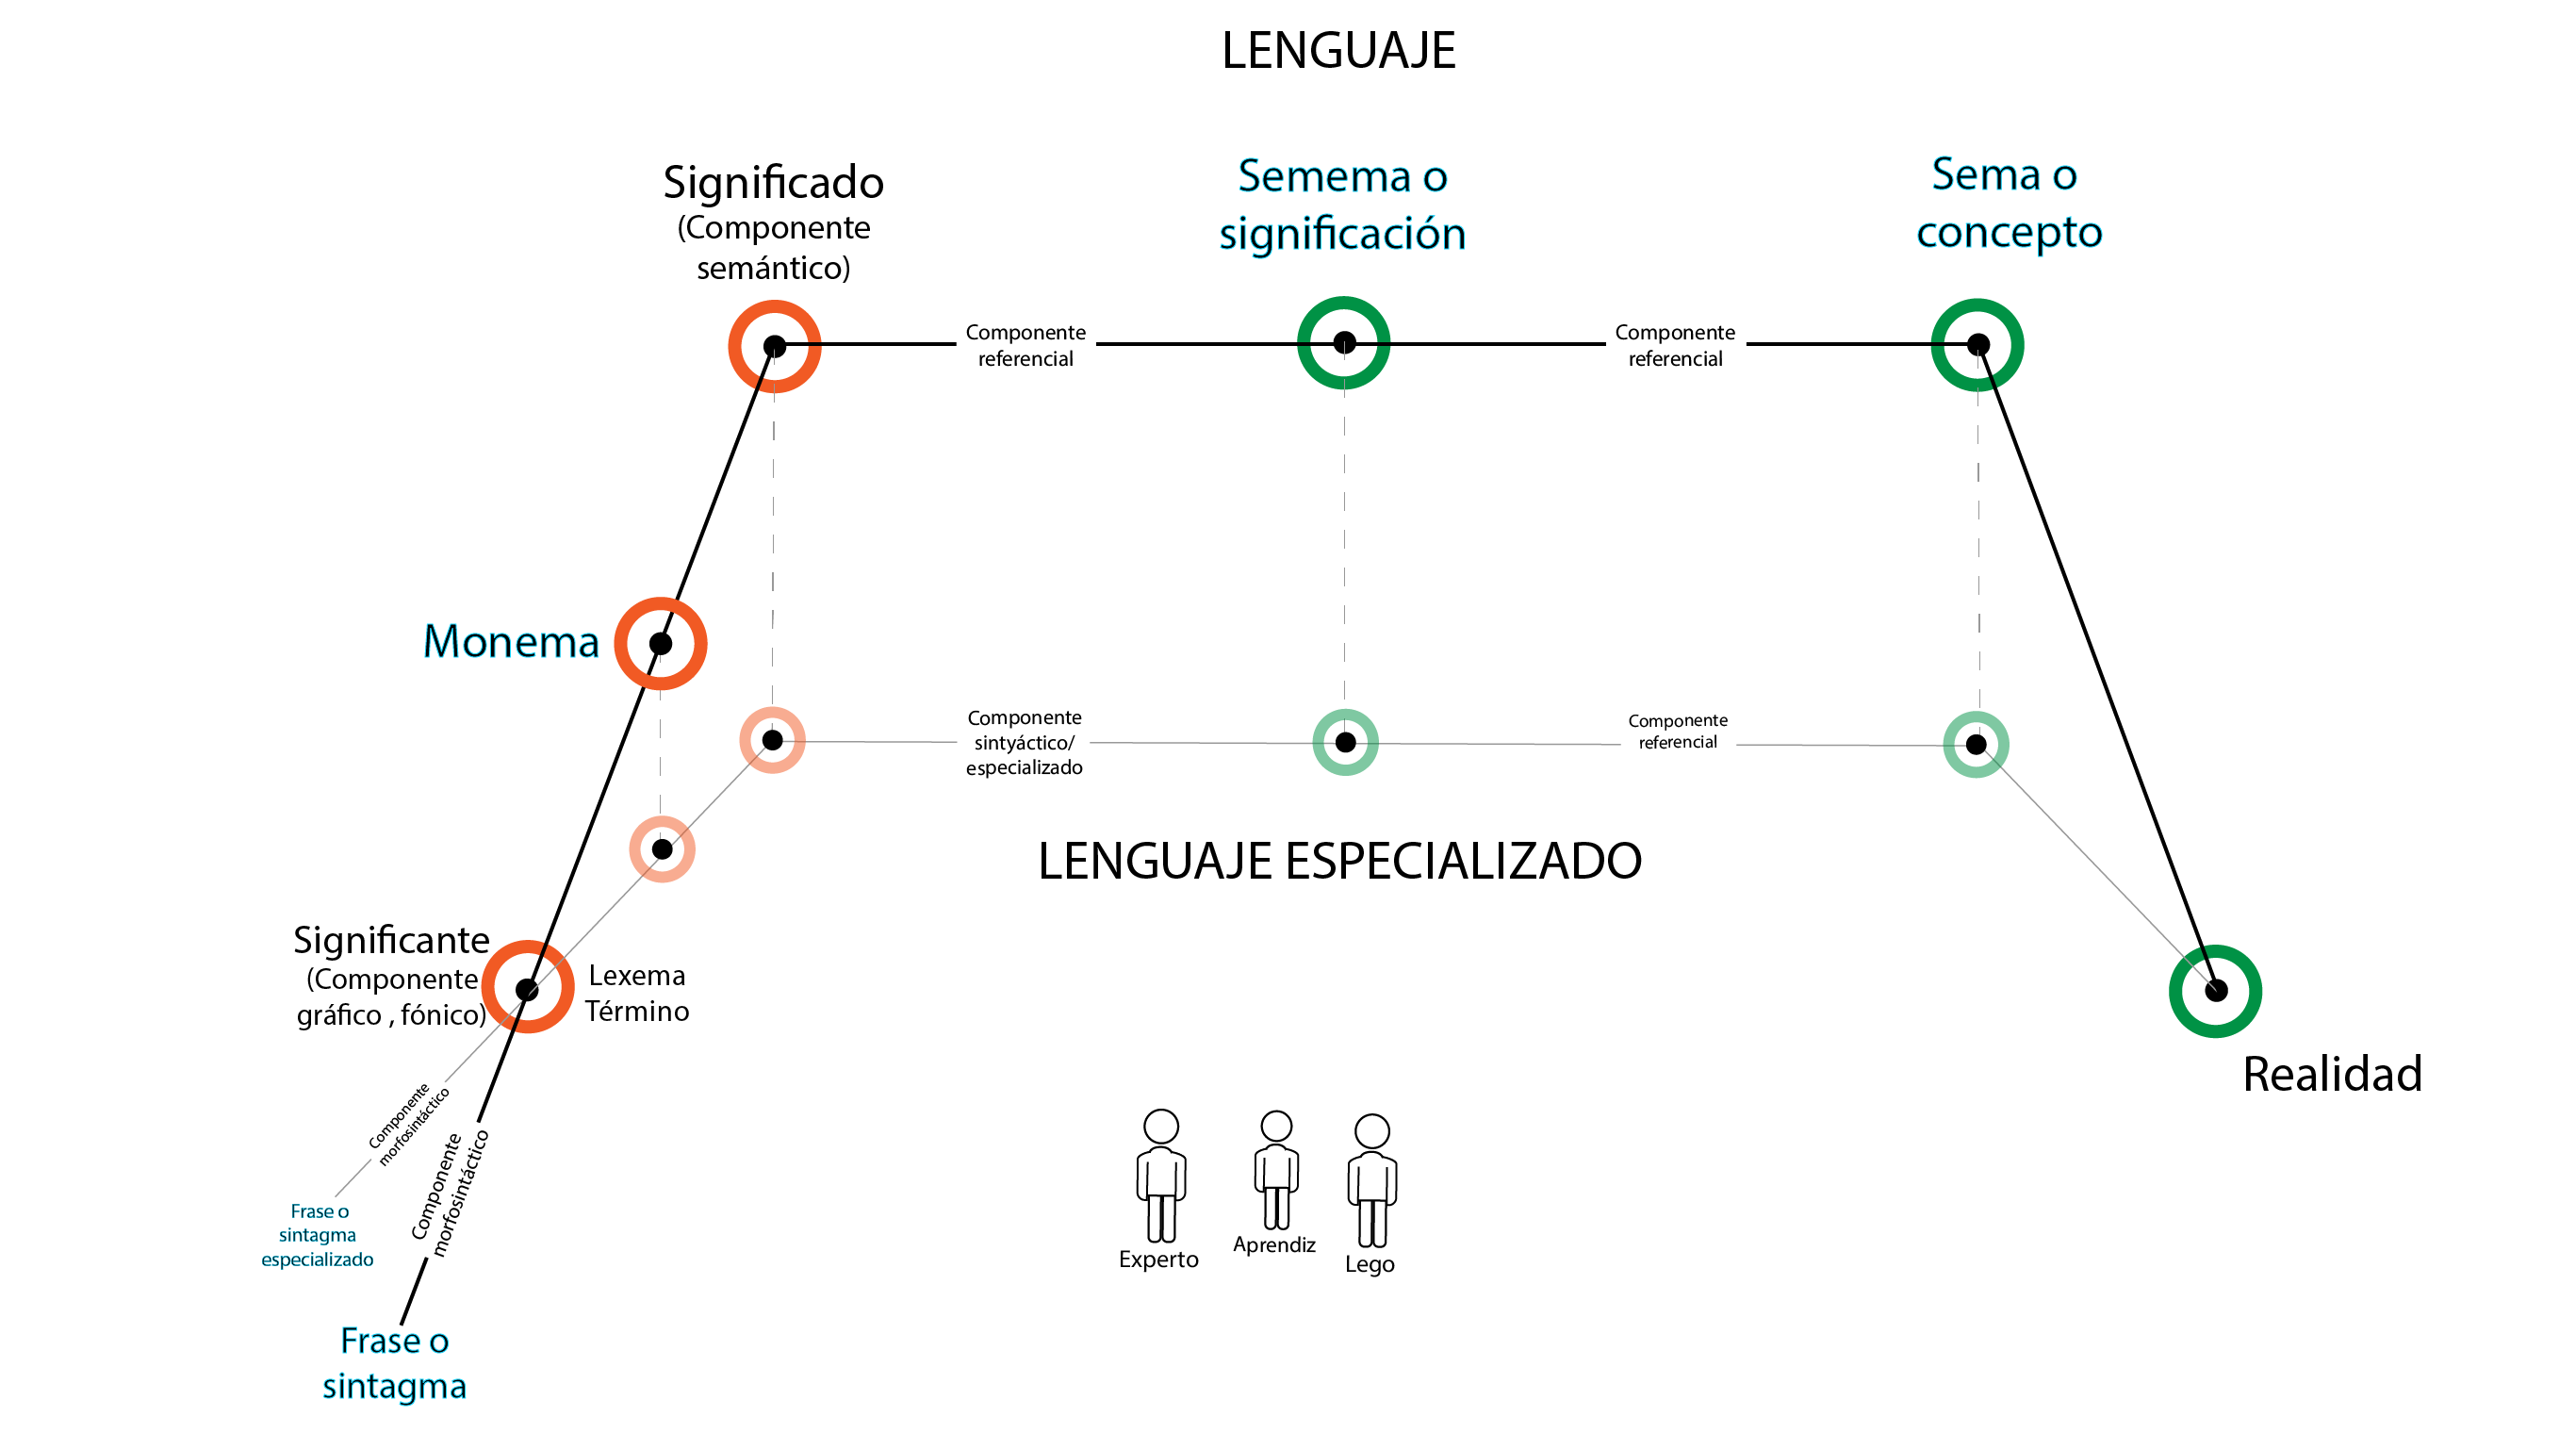 LENGUAJE
Significado
(Componente
semántico)
Semema o
significación
Sema o
concepto
Componente
referencial
Componente
referencial
Monema
Componente
sintyáctico/
especializado
Componente
referencial
LENGUAJE ESPECIALIZADO
Significante
(Componente
gráfico , fónico)
Lexema
Término
Realidad
Componente
morfosintáctico
Componente
morfosintáctico
Frase o
sintagma
especializado
Experto
Aprendiz
Lego
Frase o
sintagma